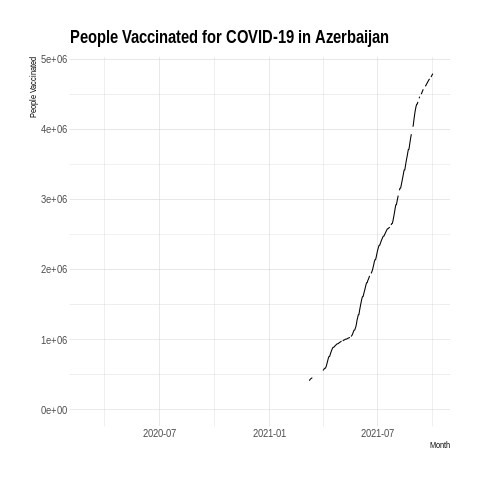 People Vaccinated for COVID-19 in Azerbaijan
People Vaccinated
5e+06
4e+06
3e+06
2e+06
1e+06
0e+00
2020-07
2021-01
2021-07
Month